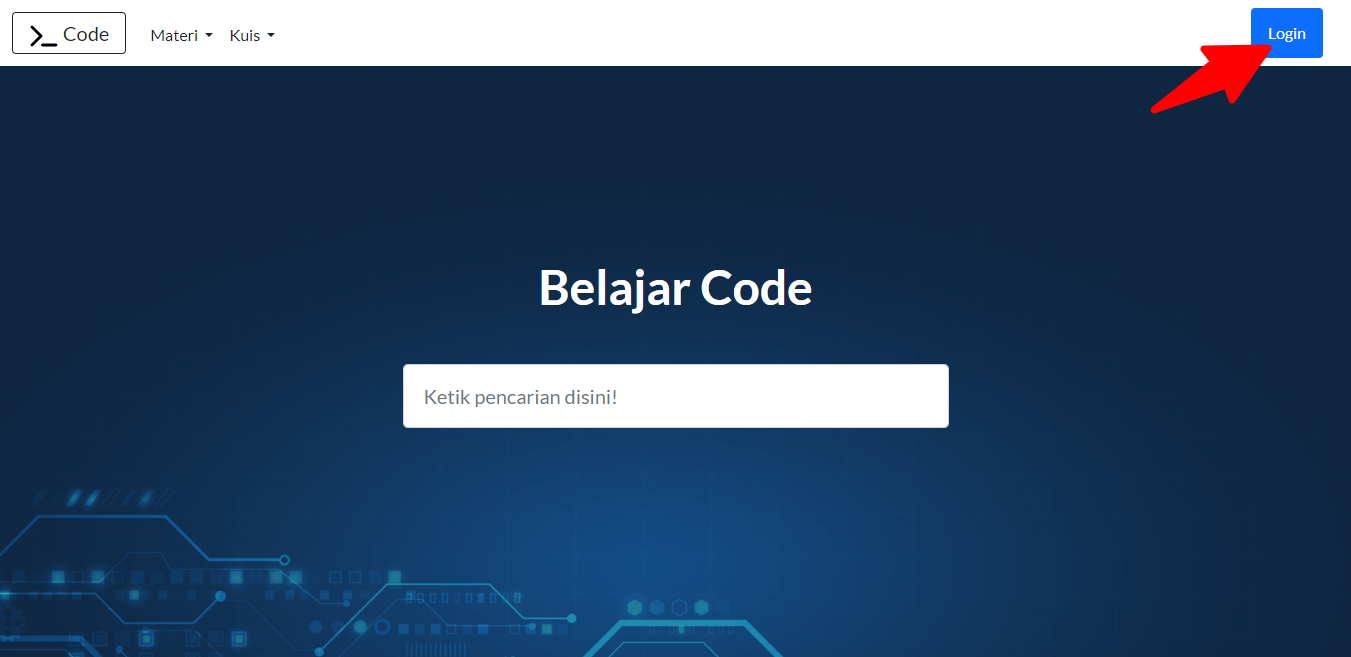 Code
Materi
Kuis
Login
Belajar Code
Ketik pencarian disini!